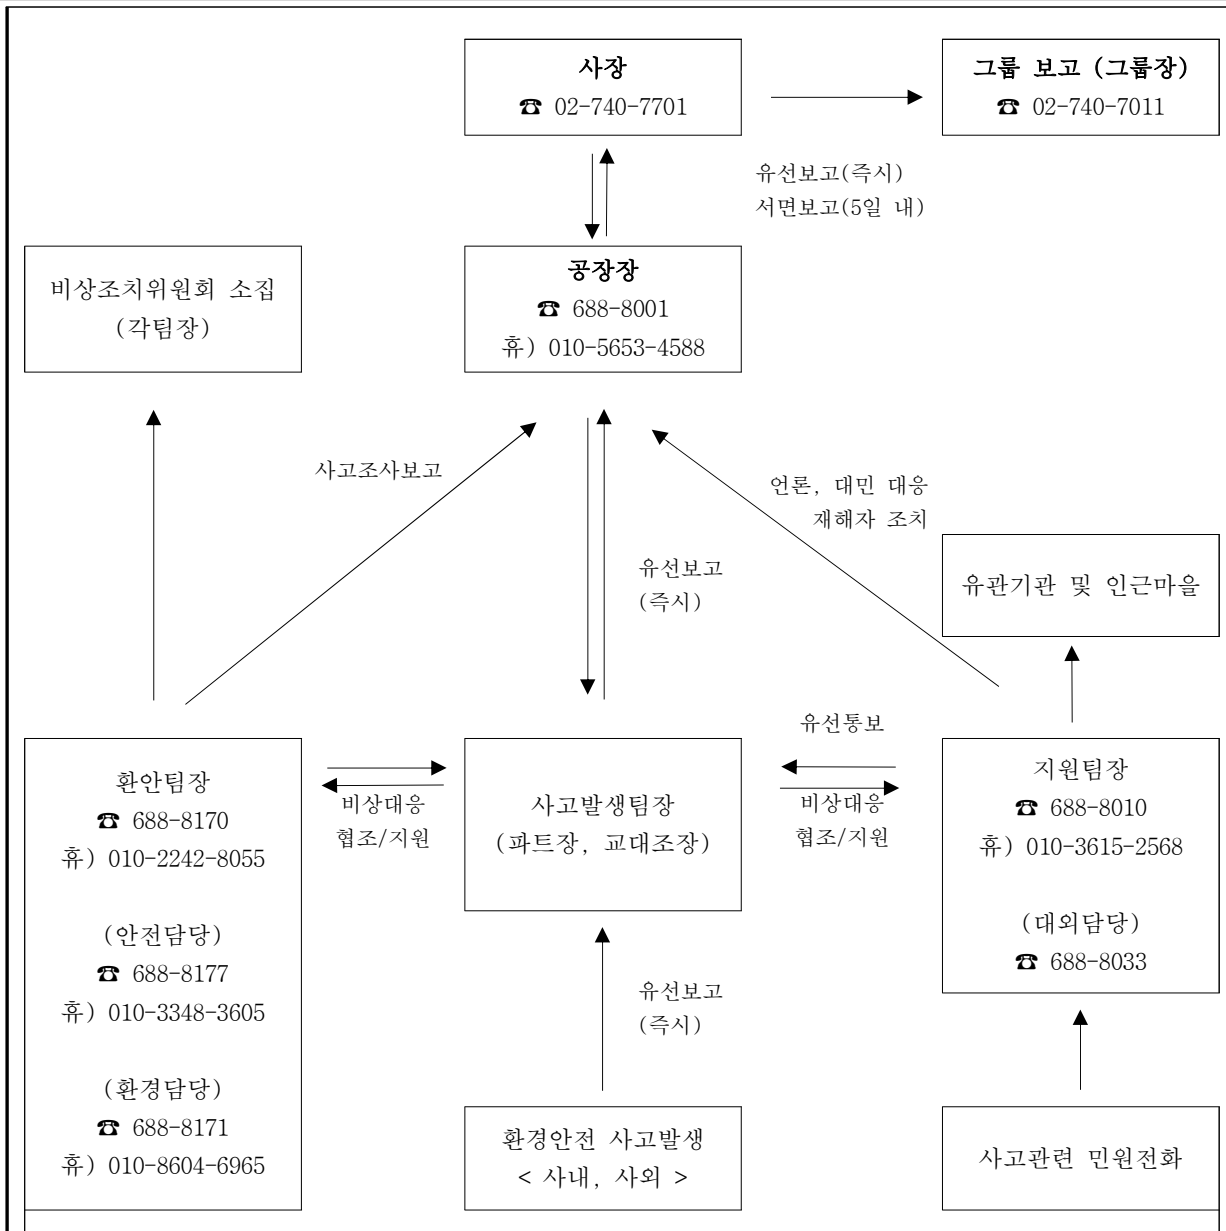 사장
☎ 02-740-7701
그룹 보고 (그룹장)
☎ 02-740-7011
유선보고(즉시)
서면보고(5일 내)
비상조치위원회 소집
(각팀장)
공장장
☎ 688-8001
휴) 010-5653-4588
사고조사보고
언론, 대민 대응
재해자 조치
유선보고
(즉시)
유관기관 및 인근마을
환안팀장
☎ 688-8170
휴) 010-2242-8055
(안전담당)
☎ 688-8177
휴) 010-3348-3605
(환경담당)
☎ 688-8171
휴) 010-8604-6965
비상대응
협조/지원
사고발생팀장
(파트장, 교대조장)
유선통보
비상대응
협조/지원
지원팀장
☎ 688-8010
휴) 010-3615-2568
(대외담당)
☎ 688-8033
유선보고
(즉시)
환경안전 사고발생
< 사내, 사외 >
사고관련 민원전화